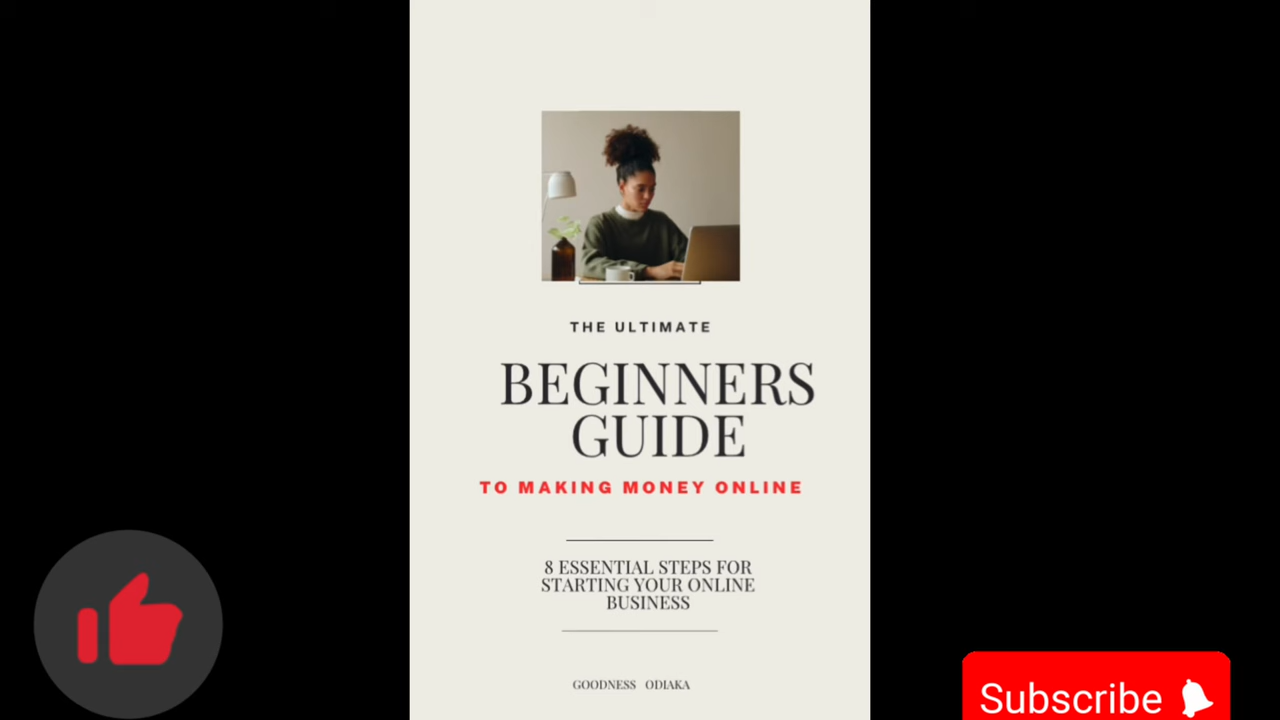 THE ULTIMATE
BEGINNERS
GUIDE
TO MAKING MONEY ONLINE
8 ESSENTIAL STEPS FOR
STARTING YOUR ONLINE
BUSINESS
GOODNESS ODIAKA
Subscribe